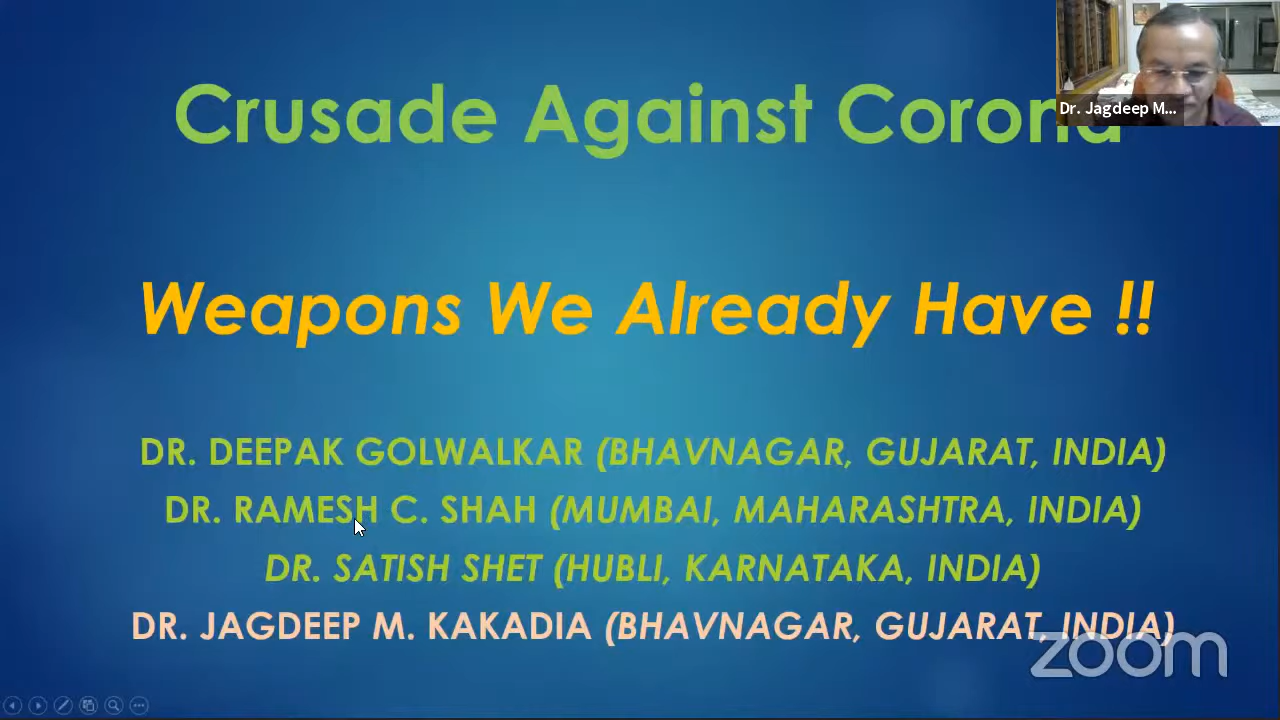 Crusade Against Corona
Dr. Jagdeep M...
Weapons We Already Have !!
DR. DEEPAK GOLWALKAR (BHAVNAGAR, GUJARAT, INDIA)
DR. RAMESH C. SHAH (MUMBAI, MAHARASHTRA, INDIA)
DR. SATISH SHET (HUBLI, KARNATAKA, INDIA)
DR. JAGDEEP M. KAKADIA (BHAVNAGAR, GUJARAT, INDIA)
zoom